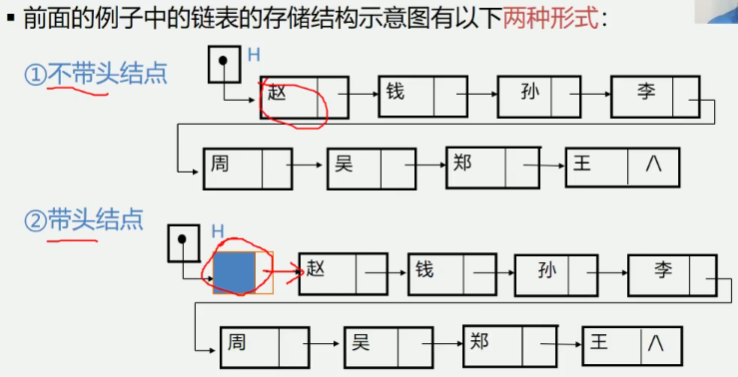 ▪ 前面的例子中的链表的存储结构示意图有以下两种形式：
①不带头结点
H
赵 钱 孙 李
周 吴 郑 王 ∧
②带头结点
H
赵 钱 孙 李
周 吴 郑 王 ∧